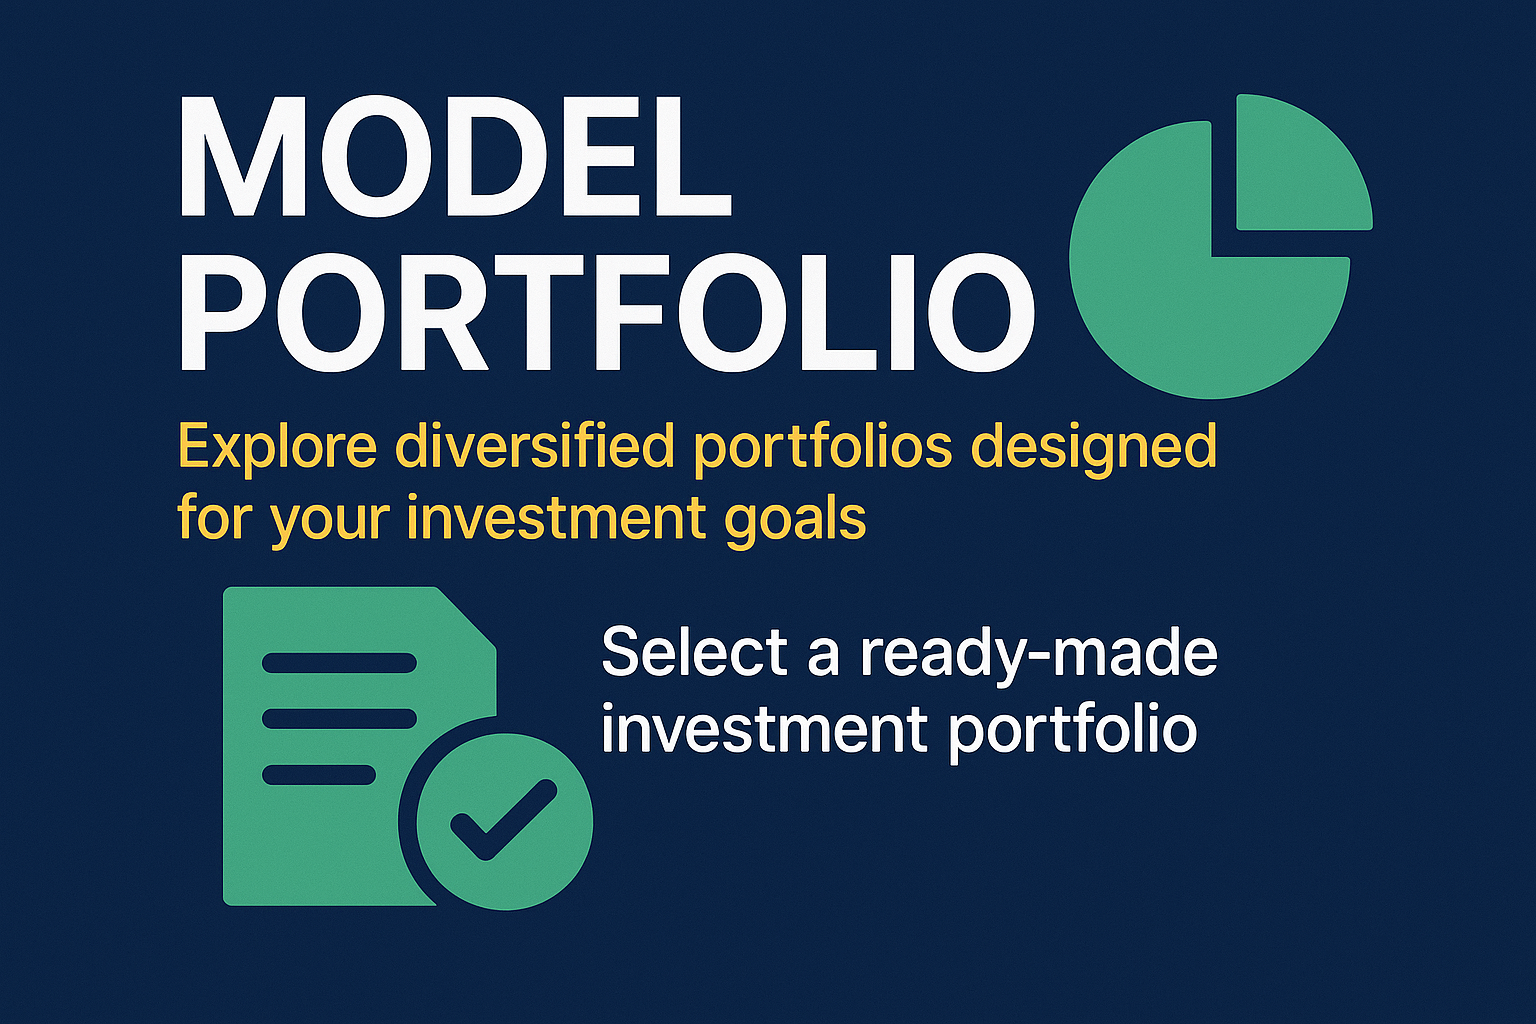 MODEL
PORTFOLIO
Explore diversified portfolios designed
for your investment goals
Select a ready-made
investment portfolio